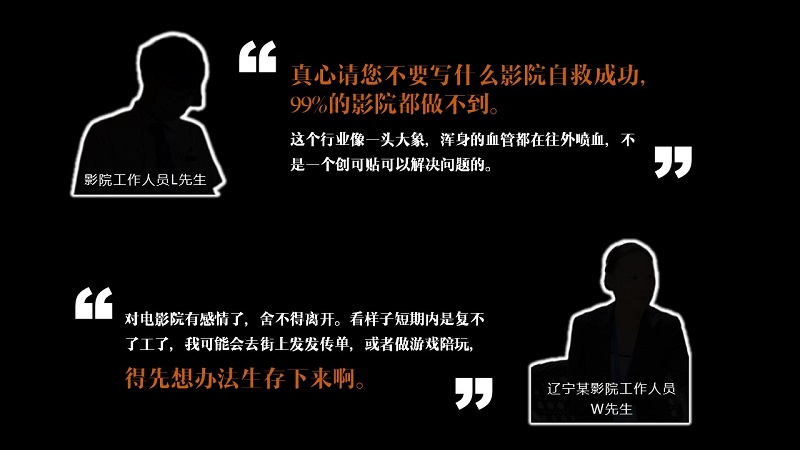 真心请您不要写什么影院自救成功，
99%的影院都做不到。
这个行业像一头大象，浑身的血管都在往外喷血，不
是一个创可贴可以解决问题的。
影院工作人员L先生
对电影院有感情了，舍不得离开。看样子短期内是复不
了工了，我可能会去街上发发传单，或者做游戏陪玩，
得先想办法生存下来啊。
辽宁某影院工作人员
W先生